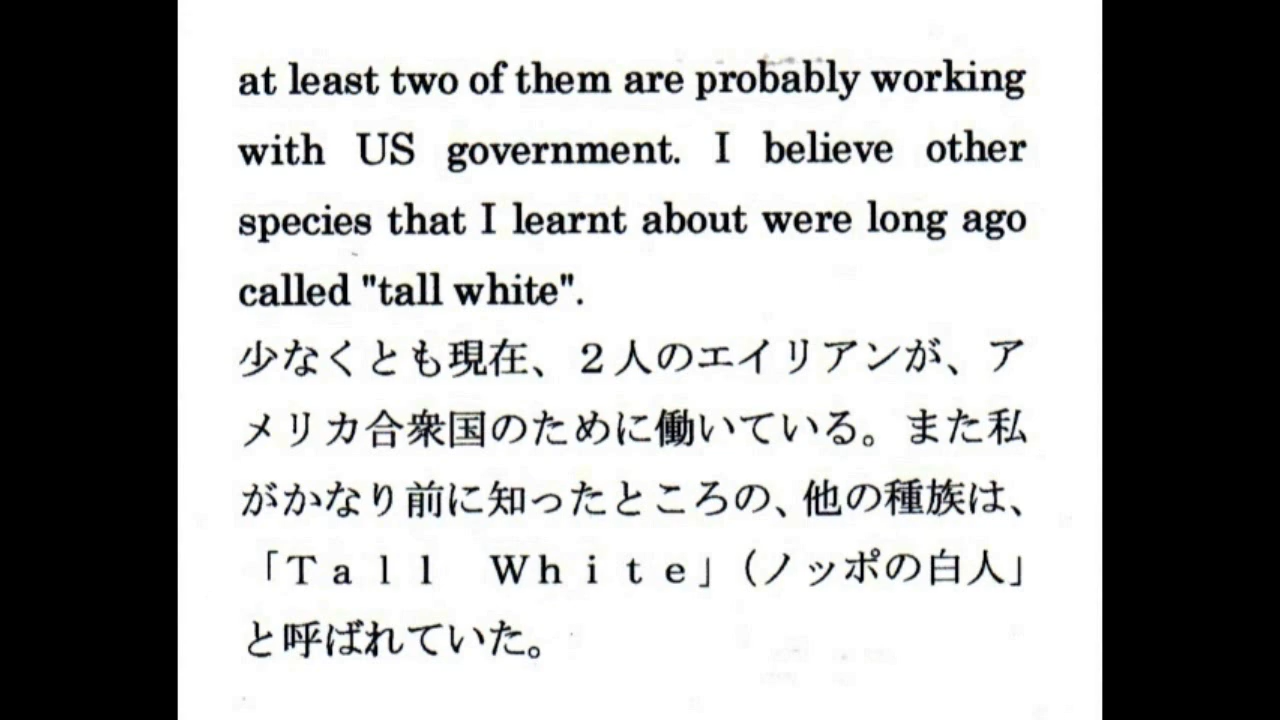 at least two of them are probably working
with US government. I believe other
species that I learnt about were long ago
called "tall white".
少なくとも現在、２人のエイリアンが、ア
メリカ合衆国のために働いている。また私
がかなり前に知ったところの、他の種族は、
「Ｔａｌｌ　Ｗｈｉｔｅ」（ノッポの白人」
と呼ばれていた。